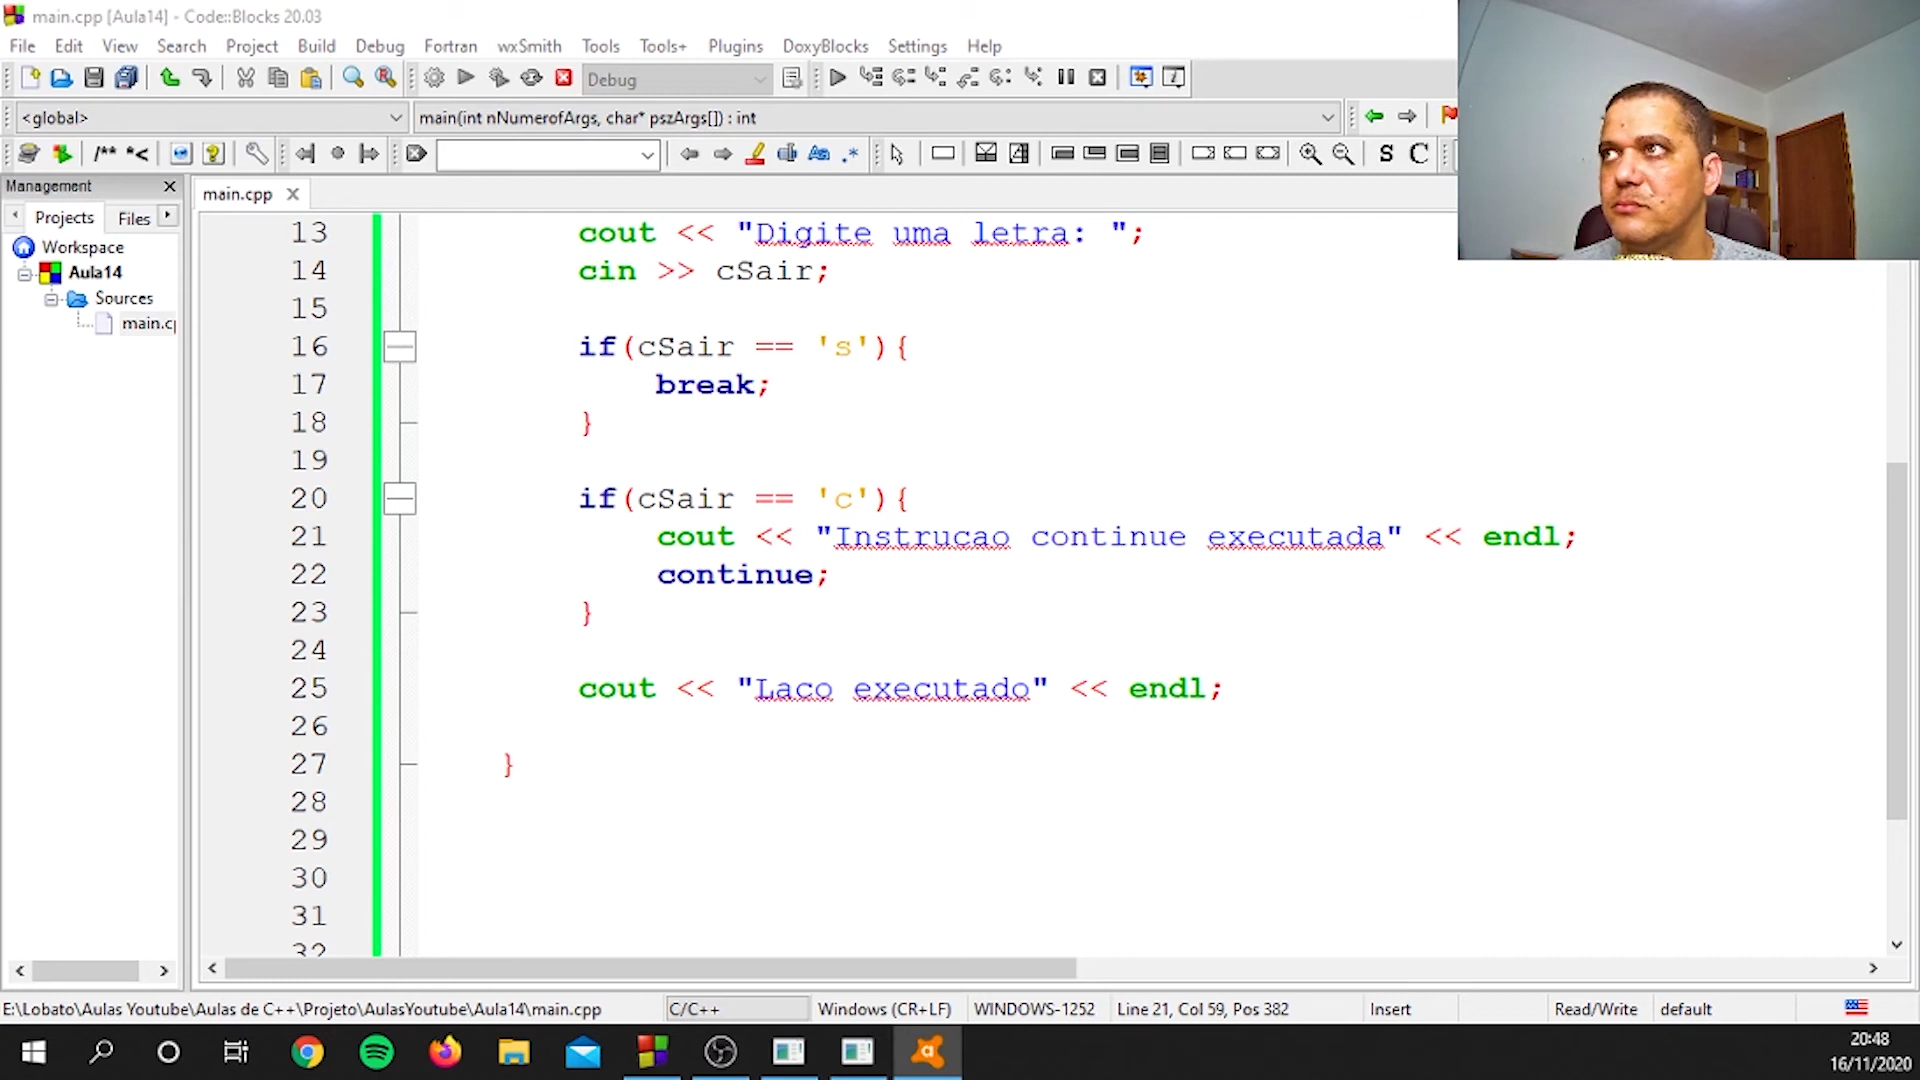 main.cpp [Aula14] - Code::Blocks 20.03
File Edit View Search Project Build Debug Fortran wxSmith Tools Tools+ Plugins DoxyBlocks Settings Help
Debug
<global>
main(int nNumerofArgs, char* pszArgs[]) : int
/** *< .* S C
Management
main.cpp
Projects Files
Workspace
Aula14
Sources
main.c
13 cout << "Digite uma letra: ";
14 cin >> cSair;
15
16 if(cSair == 's'){
17 break;
18 }
19
20 if(cSair == 'c'){
21 cout << "Instrucao continue executada" << endl;
22 continue;
23 }
24
25 cout << "Laco executado" << endl;
26
27 }
28
29
30
31
32
E:\Lobato\Aulas Youtube\Aulas de C++\Projeto\AulasYoutube\Aula14\main.cpp C/C++ Windows (CR+LF) WINDOWS-1252 Line 21, Col 59, Pos 382 Insert Read/Write default
20:48
16/11/2020